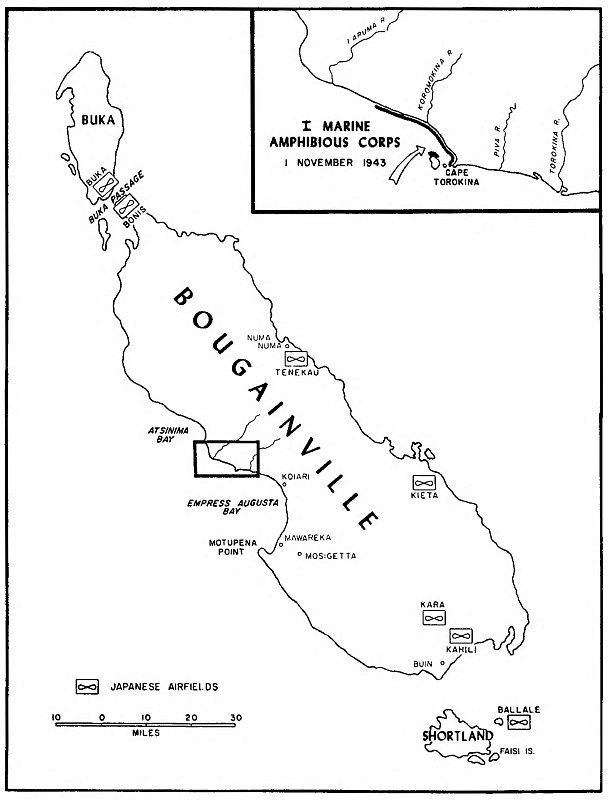 LARUMA R.
KOROMOKINA R.
PIVA R.
TOROKINA R.
I MARINE
AMPHIBIOUS CORPS
1 NOVEMBER 1943
CAPE
TOROKINA
BUKA
BUKA
BUKA PASSAGE
BONIS
BOUGAINVILLE
NUMA
NUMA
TENEKAU
ATSINIMA
BAY
KOIARI
EMPRESS AUGUSTA
BAY
KIETA
MOTUPENA
POINT
MAWAREKA
MOSIGETTA
KARA
KAHILI
BUIN
JAPANESE AIRFIELDS
10 0 10 20 30
MILES
BALLALE
SHORTLAND
FAISI IS.